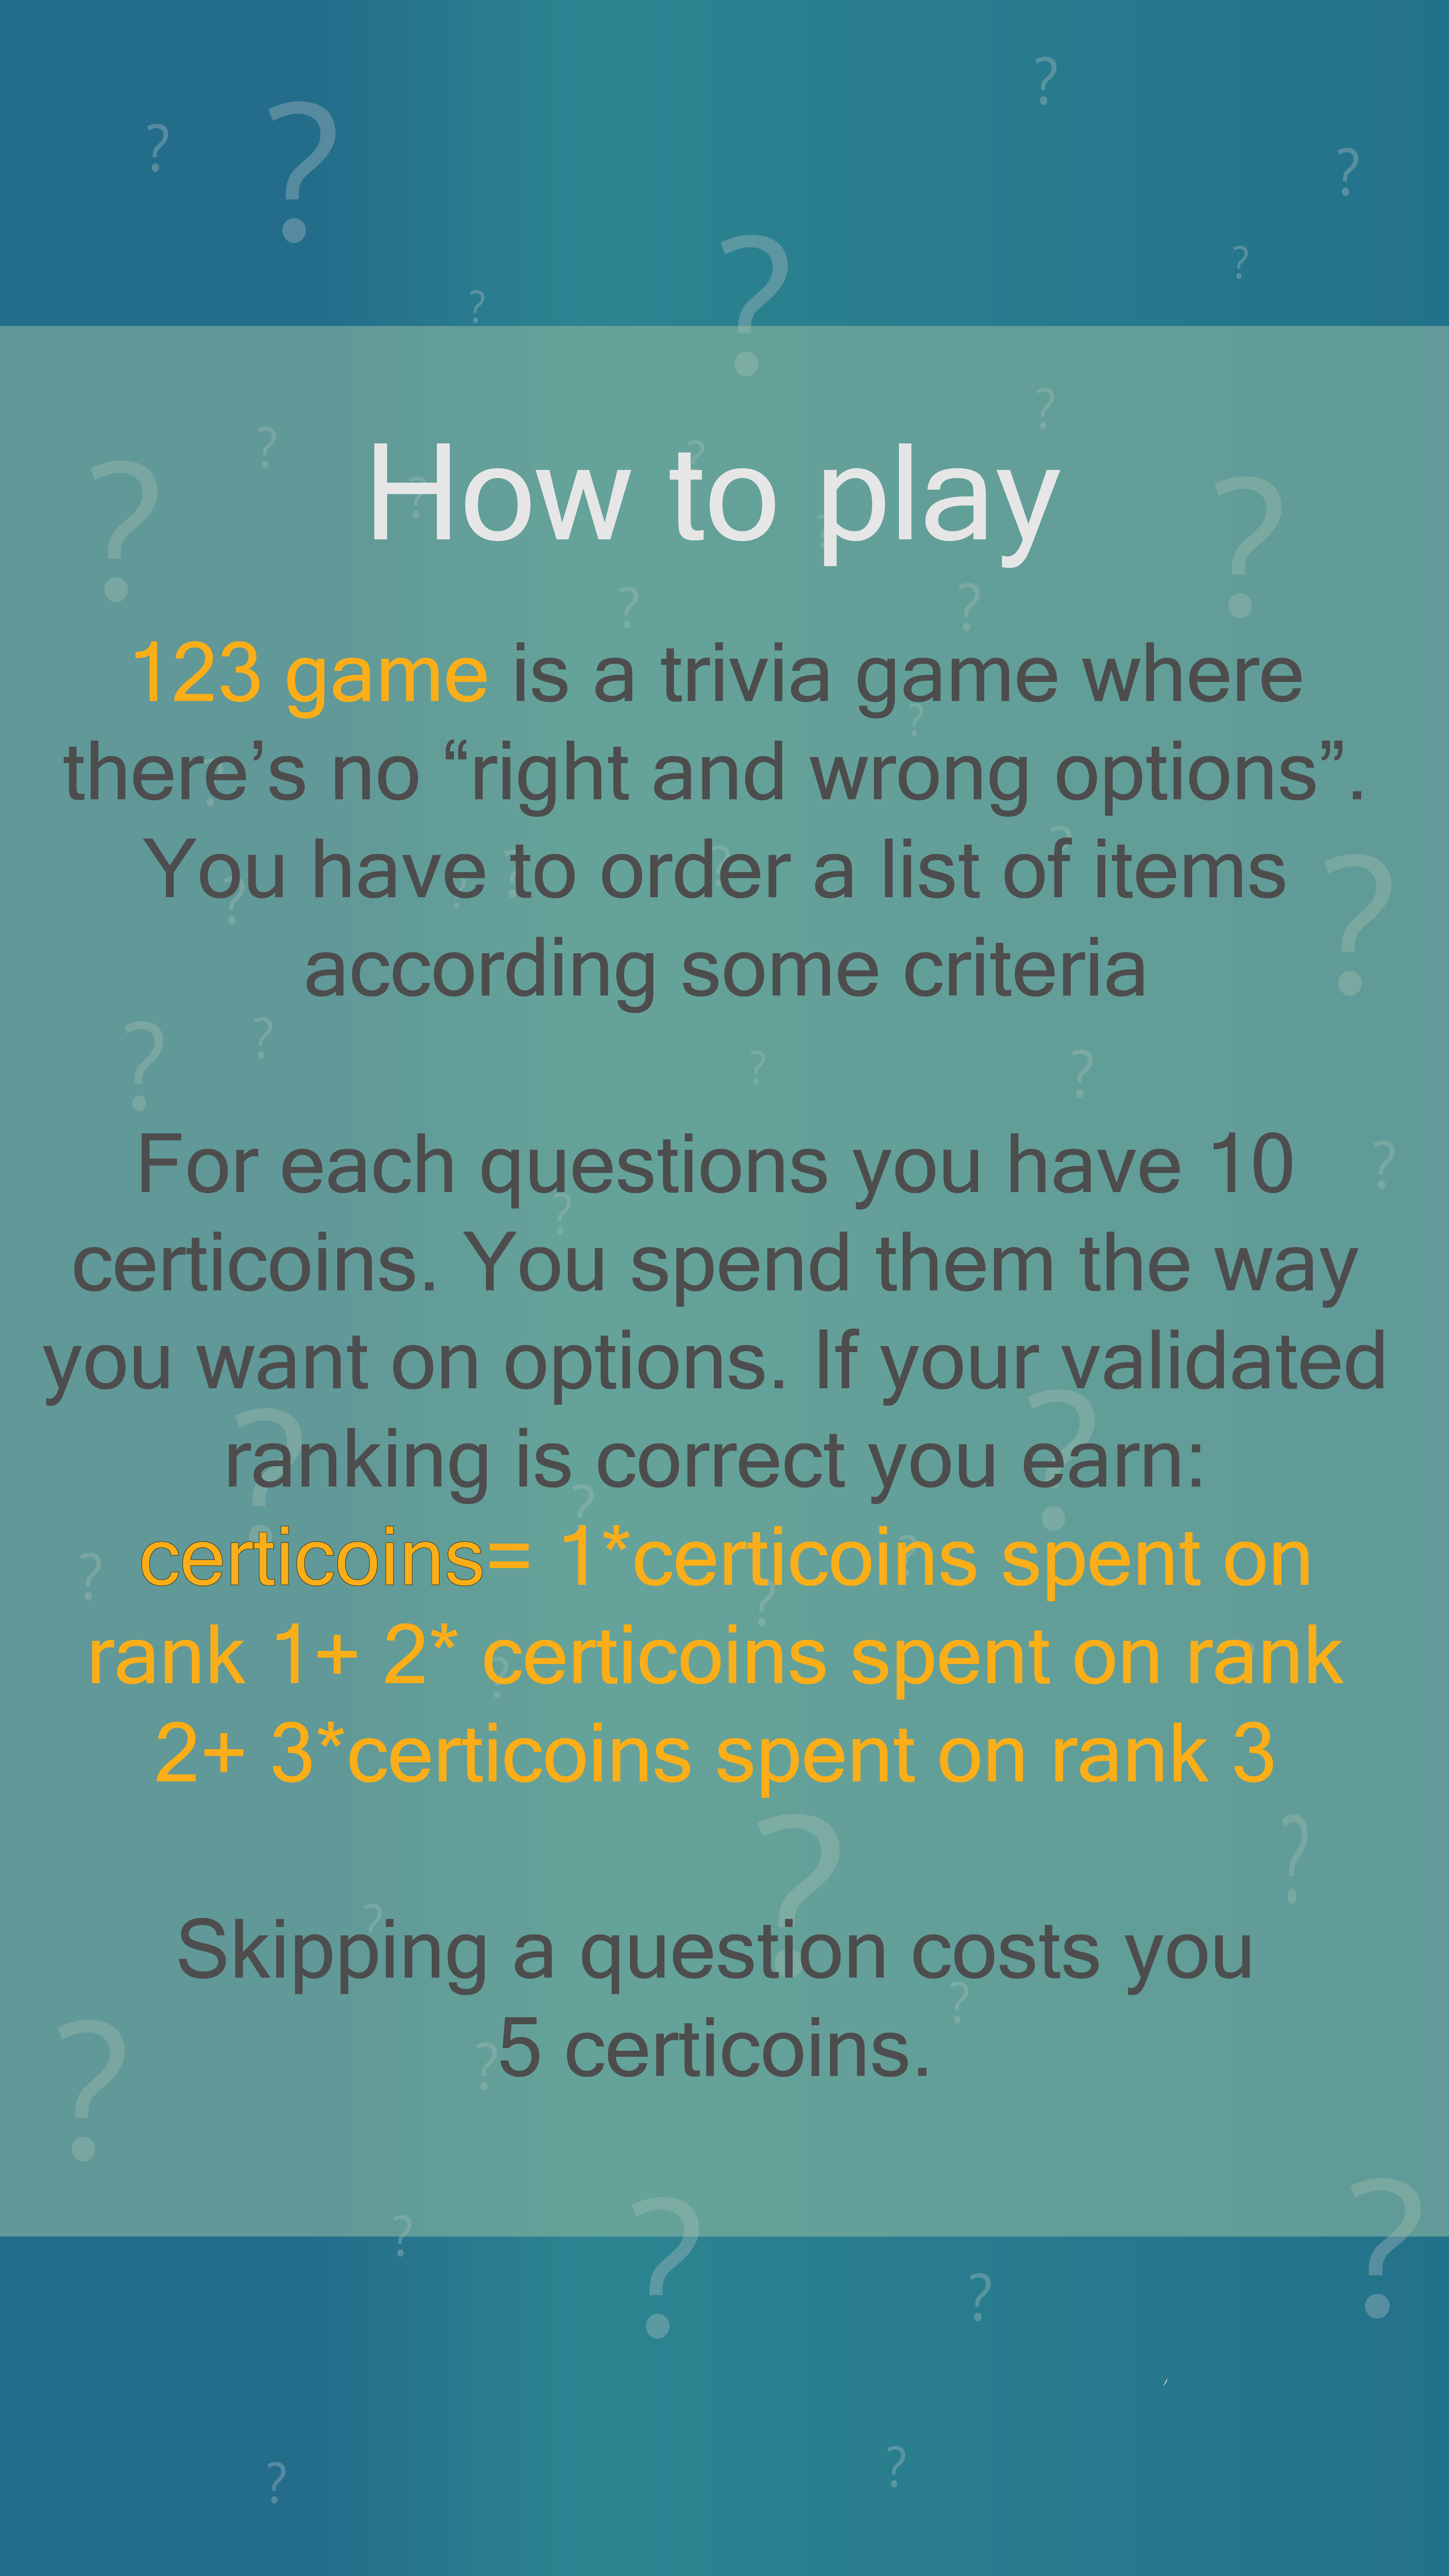 How to play
123 game is a trivia game where
there’s no “right and wrong options”.
You have to order a list of items
according some criteria
For each questions you have 10
certicoins. You spend them the way
you want on options. If your validated
ranking is correct you earn:
certicoins= 1*certicoins spent on
rank 1+ 2* certicoins spent on rank
2+ 3*certicoins spent on rank 3
Skipping a question costs you
5 certicoins.